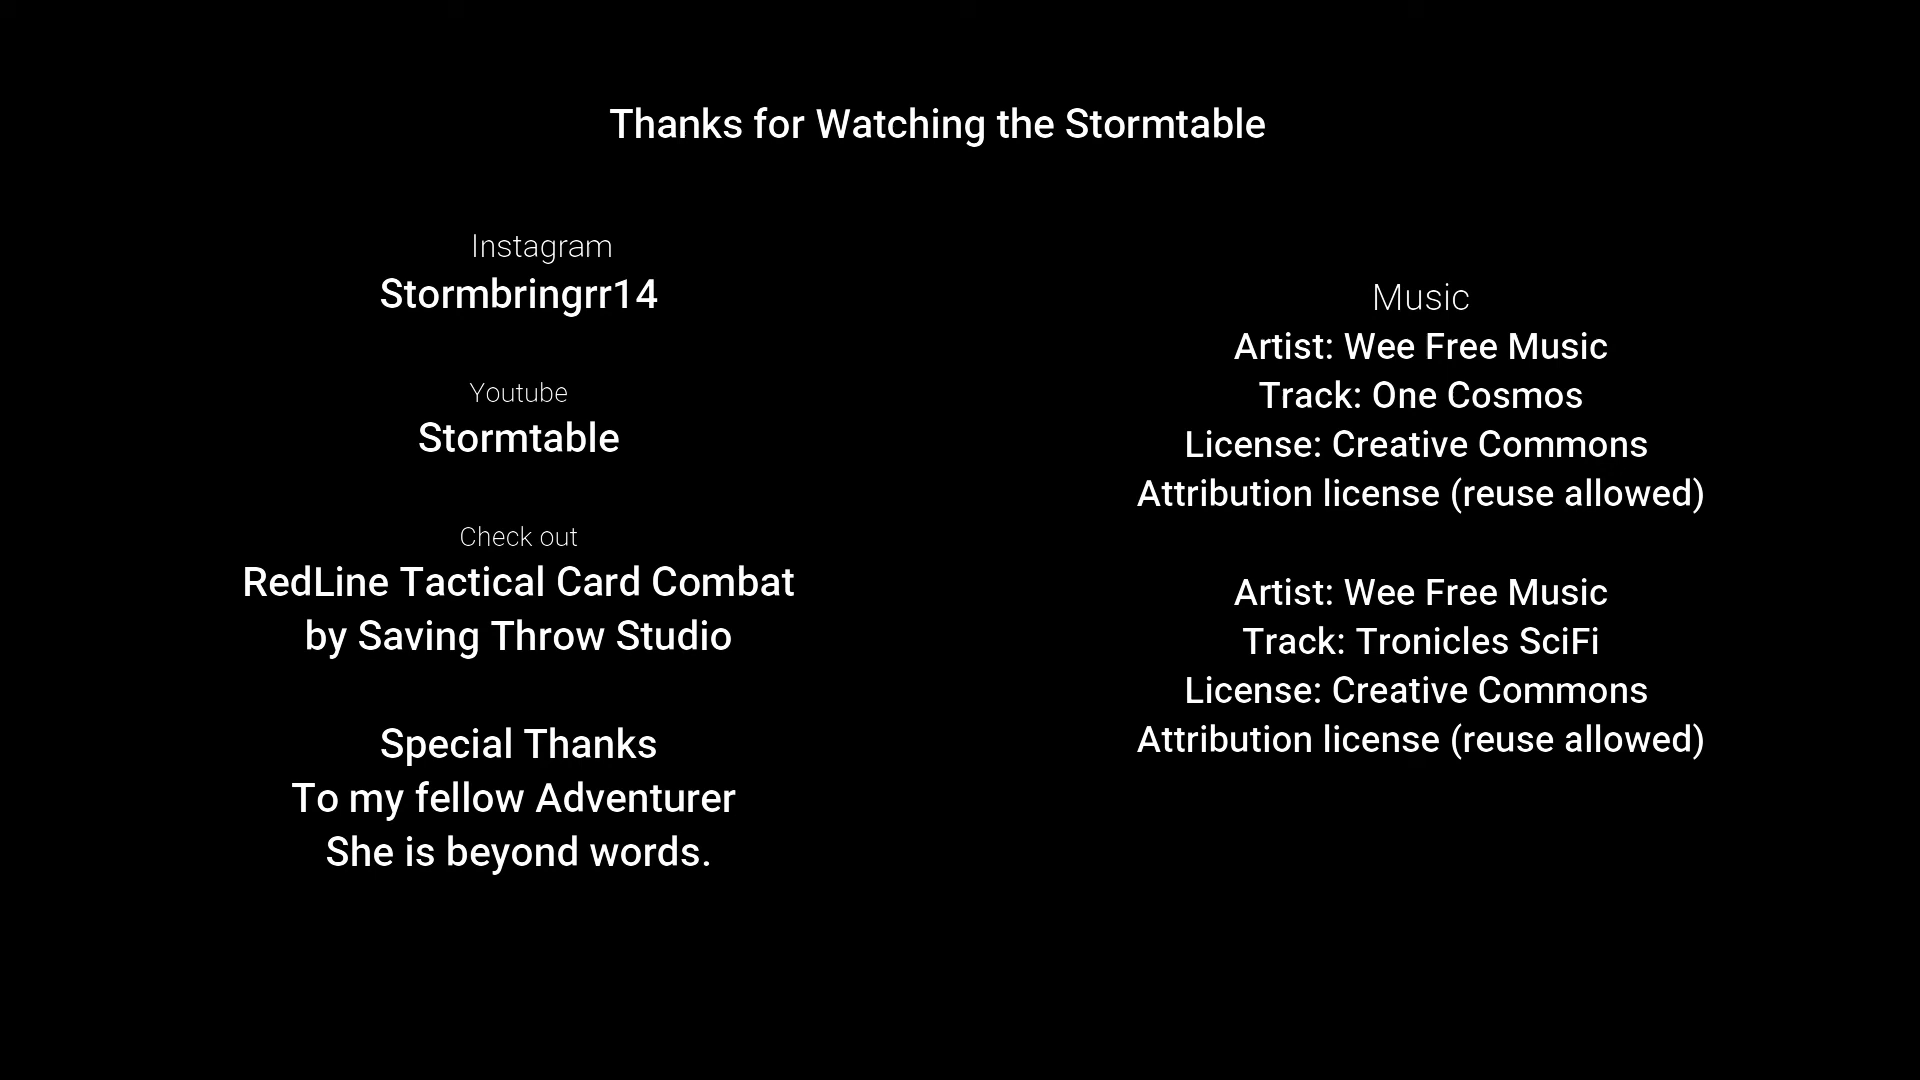 Thanks for Watching the Stormtable
Instagram
Stormbringrr14
Youtube
Stormtable
Check out
RedLine Tactical Card Combat
by Saving Throw Studio
Special Thanks
To my fellow Adventurer
She is beyond words.
Music
Artist: Wee Free Music
Track: One Cosmos
License: Creative Commons
Attribution license (reuse allowed)
Artist: Wee Free Music
Track: Tronicles SciFi
License: Creative Commons
Attribution license (reuse allowed)